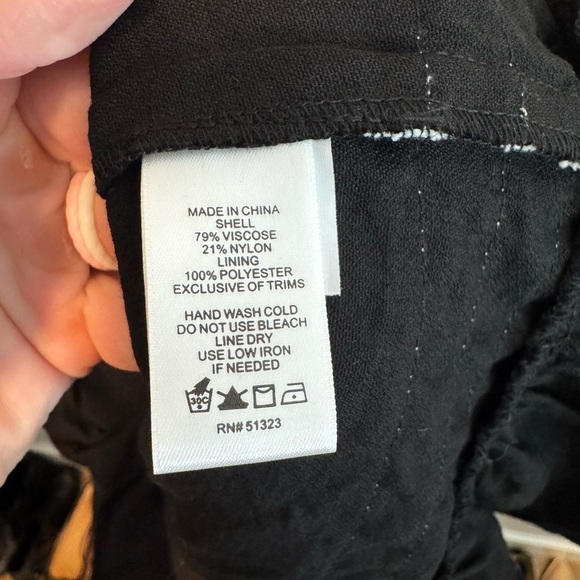 MADE IN CHINA
SHELL
79% VISCOSE
21% NYLON
LINING
100% POLYESTER
EXCLUSIVE OF TRIMS
HAND WASH COLD
DO NOT USE BLEACH
LINE DRY
USE LOW IRON
IF NEEDED
30C
RN# 51323